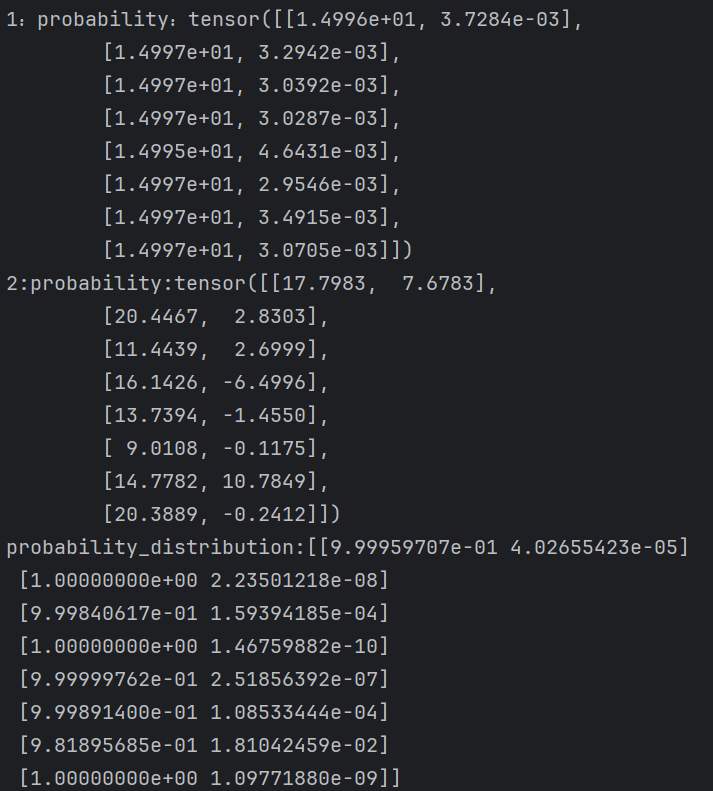 1：probability：tensor([[1.4996e+01, 3.7284e-03],
        [1.4997e+01, 3.2942e-03],
        [1.4997e+01, 3.0392e-03],
        [1.4997e+01, 3.0287e-03],
        [1.4995e+01, 4.6431e-03],
        [1.4997e+01, 2.9546e-03],
        [1.4997e+01, 3.4915e-03],
        [1.4997e+01, 3.0705e-03]])
2:probability:tensor([[17.7983,  7.6783],
        [20.4467,  2.8303],
        [11.4439,  2.6999],
        [16.1426, -6.4996],
        [13.7394, -1.4550],
        [ 9.0108, -0.1175],
        [14.7782, 10.7849],
        [20.3889, -0.2412]])
probability_distribution:[[9.99959707e-01 4.02655423e-05]
 [1.00000000e+00 2.23501218e-08]
 [9.99840617e-01 1.59394185e-04]
 [1.00000000e+00 1.46759882e-10]
 [9.99999762e-01 2.51856392e-07]
 [9.99891400e-01 1.08533444e-04]
 [9.81895685e-01 1.81042459e-02]
 [1.00000000e+00 1.09771880e-09]]